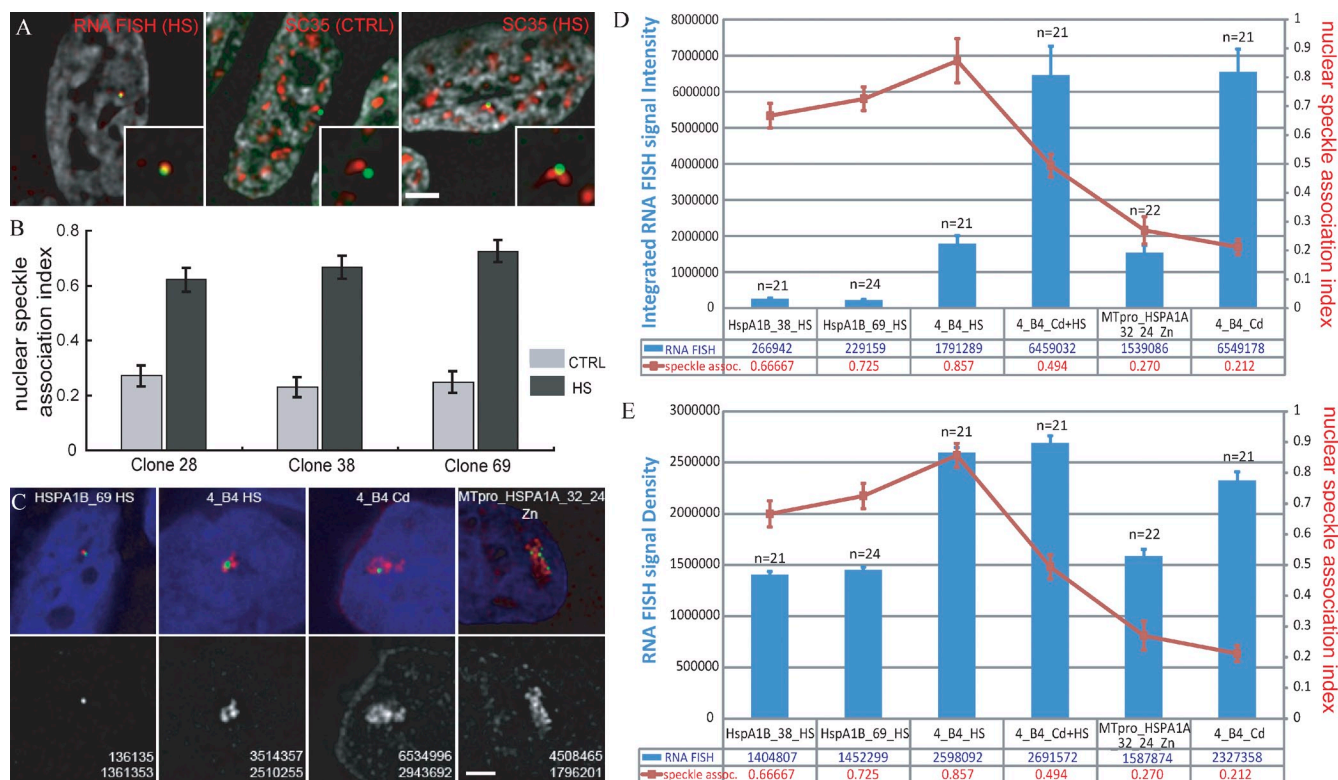 A
RNA FISH (HS)
SC35 (CTRL)
SC35 (HS)
B
nuclear speckle
association index
0.8
0.6
0.4
0.2
0
CTRL
HS
Clone 28
Clone 38
Clone 69
C
HSPA1B_69 HS
4_B4 HS
4_B4 Cd
MTpro_HSPA1A_32_24
Zn
136135
1361353
3514357
2510255
6534996
2943692
4508465
1796201
D
Integrated RNA FISH signal Intensity
8000000
7000000
6000000
5000000
4000000
3000000
2000000
1000000
0
n=21
n=24
n=21
n=21
n=22
n=21
1
0.9
0.8
0.7
0.6
0.5
0.4
0.3
0.2
0.1
0
nuclear speckle association index
HspA1B_38_HS
HspA1B_69_HS
4_B4_HS
4_B4_Cd+HS
MTpro_HSPA1A
32_24_Zn
4_B4_Cd
RNA FISH 266942 229159 1791289 6459032 1539086 6549178
speckle assoc. 0.66667 0.725 0.857 0.494 0.270 0.212
E
RNA FISH signal Density
3000000
2500000
2000000
1500000
1000000
500000
0
n=21
n=24
n=21
n=21
n=22
n=21
1
0.9
0.8
0.7
0.6
0.5
0.4
0.3
0.2
0.1
0
nuclear speckle association index
HspA1B_38_HS
HspA1B_69_HS
4_B4_HS
4_B4_Cd+HS
MTpro_HSPA1A
_32_24_Zn
4_B4_Cd
RNA FISH 1404807 1452299 2598092 2691572 1587874 2327358
speckle assoc. 0.66667 0.725 0.857 0.494 0.270 0.212